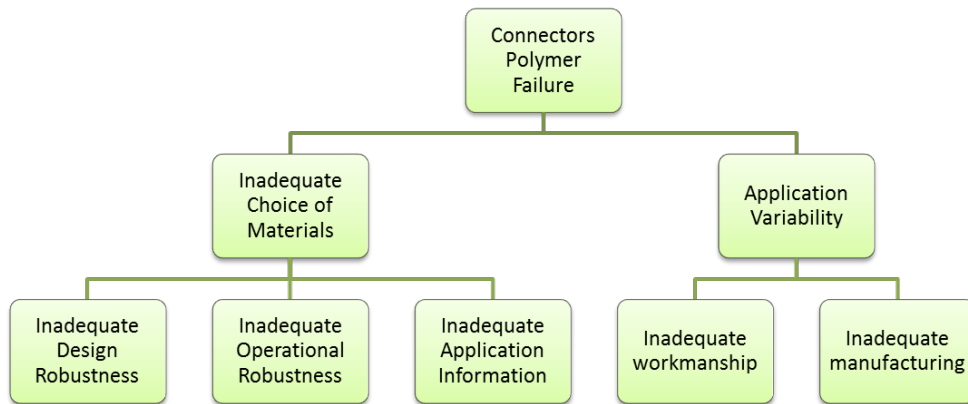 Connectors
Polymer
Failure
Inadequate
Choice of
Materials
Application
Variability
Inadequate
Design
Robustness
Inadequate
Operational
Robustness
Inadequate
Application
Information
Inadequate
workmanship
Inadequate
manufacturing